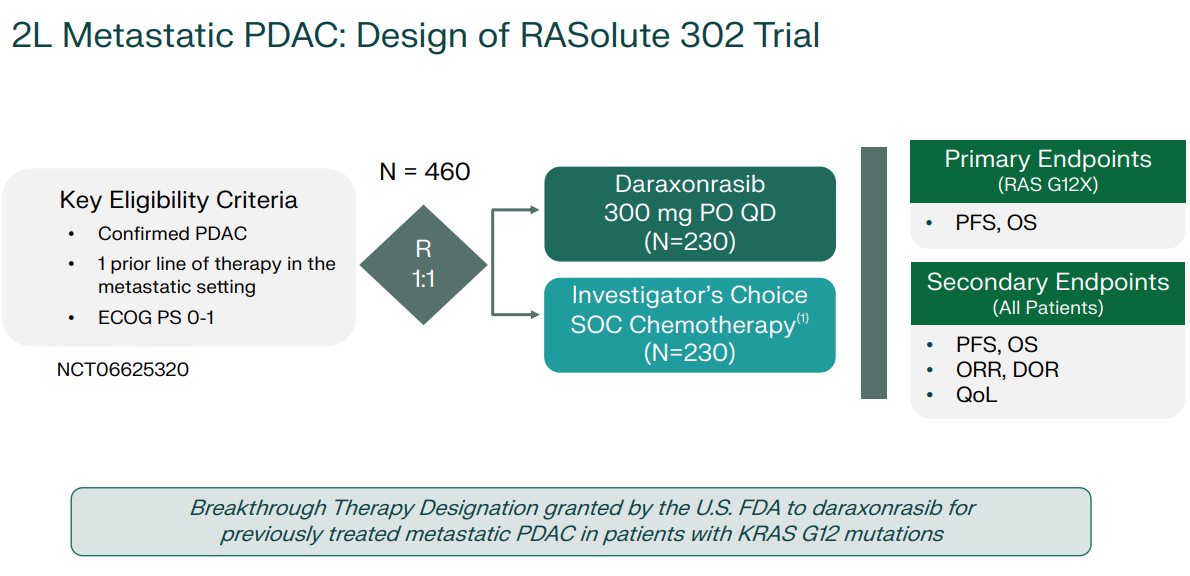 2L Metastatic PDAC: Design of RASolute 302 Trial
Key Eligibility Criteria
• Confirmed PDAC
• 1 prior line of therapy in the
metastatic setting
• ECOG PS 0-1
NCT06625320
N = 460
R
1:1
Daraxonrasib
300 mg PO QD
(N=230)
Investigator’s Choice
SOC Chemotherapy(1)
(N=230)
Primary Endpoints
(RAS G12X)
• PFS, OS
Secondary Endpoints
(All Patients)
• PFS, OS
• ORR, DOR
• QoL
Breakthrough Therapy Designation granted by the U.S. FDA to daraxonrasib for
previously treated metastatic PDAC in patients with KRAS G12 mutations